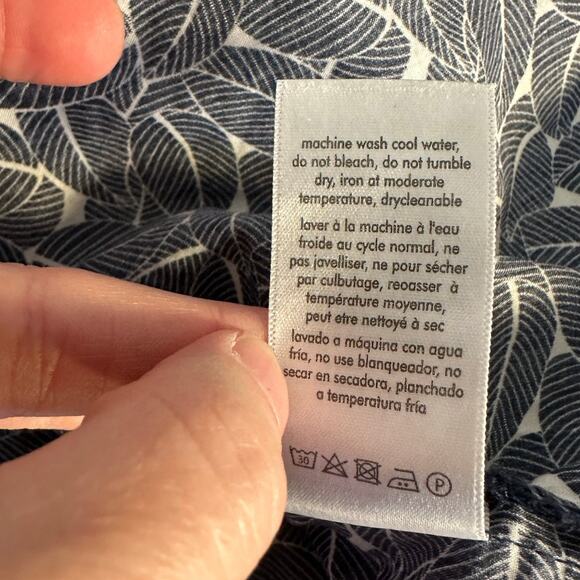 machine wash cool water,
do not bleach, do not tumble
dry, iron at moderate
temperature, drycleanable
laver à la machine à l'eau
froide au cycle normal, ne
pas javelliser, ne pour sécher
par culbutage, reoasser à
température moyenne,
peut etre nettoyé à sec
lavado a máquina con agua
fría, no use blanqueador, no
secar en secadora, planchado
a temperatura fría
30 P